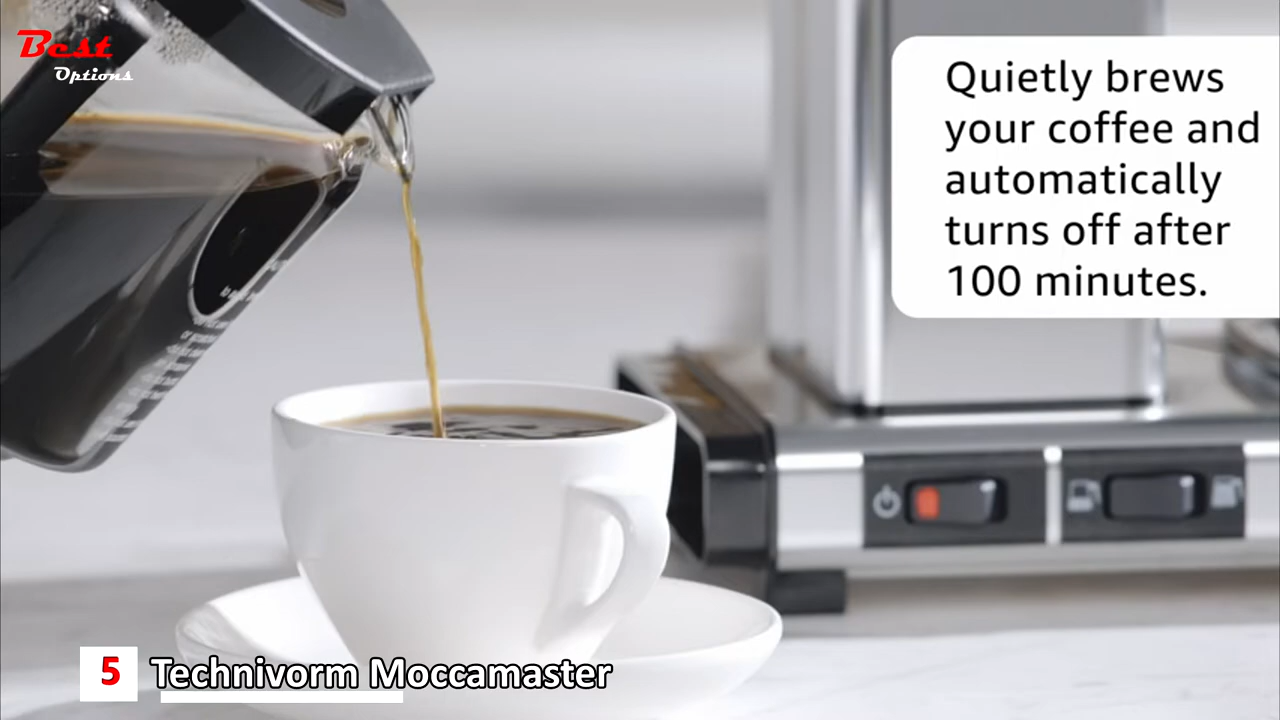 Best
Options
Quietly brews
your coffee and
automatically
turns off after
100 minutes.
5 Technivorm Moccamaster